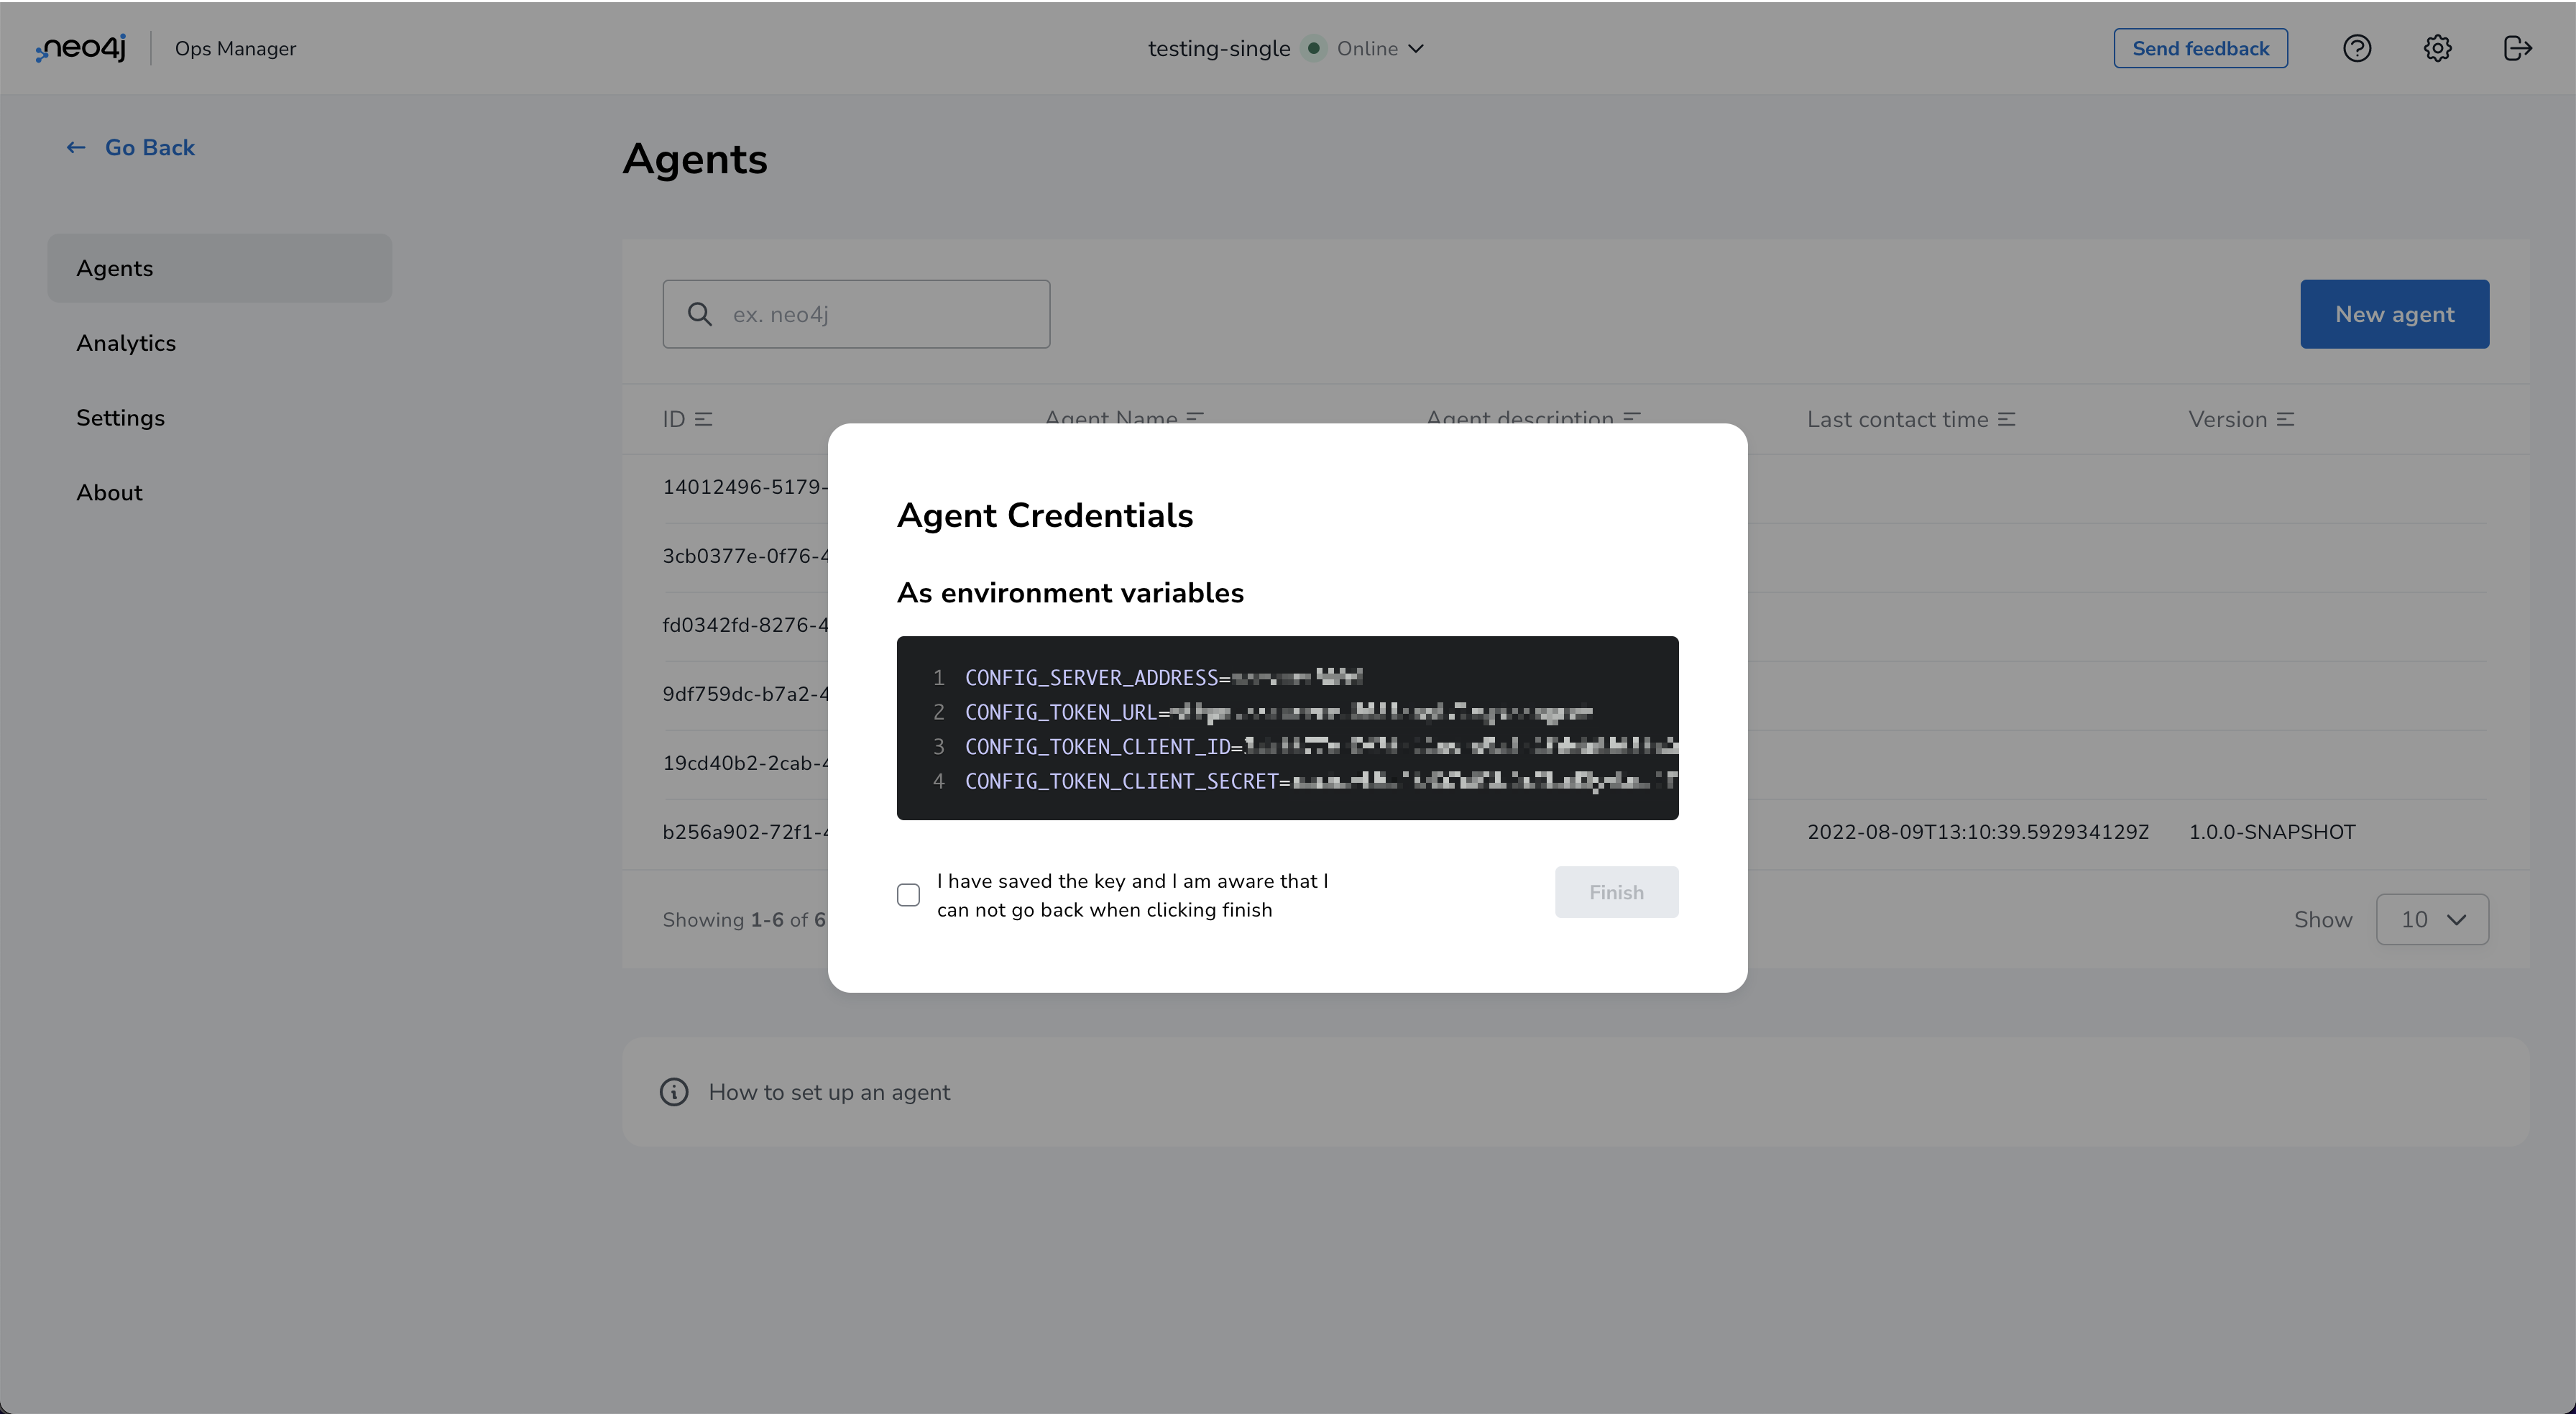 neo4j Ops Manager
testing-single Online
Send feedback
Go Back
Agents
Agents
Analytics
Settings
About
ex. neo4j
New agent
ID Agent Name Agent description Last contact time Version
14012496-5179-
3cb0377e-0f76-4
fd0342fd-8276-4
9df759dc-b7a2-4
19cd40b2-2cab-4
b256a902-72f1-4 2022-08-09T13:10:39.592934129Z 1.0.0-SNAPSHOT
Showing 1-6 of 6
Show 10
Agent Credentials
As environment variables
1 CONFIG_SERVER_ADDRESS=
2 CONFIG_TOKEN_URL=
3 CONFIG_TOKEN_CLIENT_ID=
4 CONFIG_TOKEN_CLIENT_SECRET=
I have saved the key and I am aware that I
can not go back when clicking finish
Finish
How to set up an agent